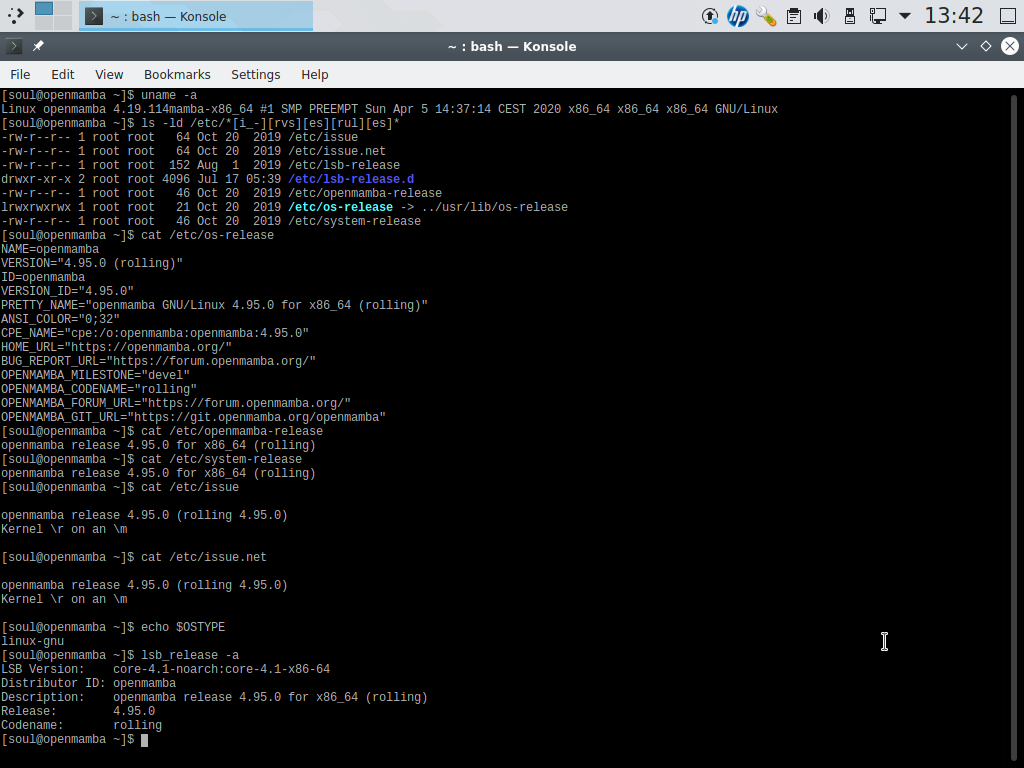 ~ : bash — Konsole
hp
13:42
~ : bash — Konsole
File Edit View Bookmarks Settings Help
[soul@openmamba ~]$ uname -a
Linux openmamba 4.19.114mamba-x86_64 #1 SMP PREEMPT Sun Apr 5 14:37:14 CEST 2020 x86_64 x86_64 x86_64 GNU/Linux
[soul@openmamba ~]$ ls -ld /etc/*[i_-][rvs][es][rul][es]*
-rw-r--r-- 1 root root   64 Oct 20  2019 /etc/issue
-rw-r--r-- 1 root root   64 Oct 20  2019 /etc/issue.net
-rw-r--r-- 1 root root  152 Aug  1  2019 /etc/lsb-release
drwxr-xr-x 2 root root 4096 Jul 17 05:39 /etc/lsb-release.d
-rw-r--r-- 1 root root   46 Oct 20  2019 /etc/openmamba-release
lrwxrwxrwx 1 root root   21 Oct 20  2019 /etc/os-release -> ../usr/lib/os-release
-rw-r--r-- 1 root root   46 Oct 20  2019 /etc/system-release
[soul@openmamba ~]$ cat /etc/os-release
NAME=openmamba
VERSION="4.95.0 (rolling)"
ID=openmamba
VERSION_ID="4.95.0"
PRETTY_NAME="openmamba GNU/Linux 4.95.0 for x86_64 (rolling)"
ANSI_COLOR="0;32"
CPE_NAME="cpe:/o:openmamba:openmamba:4.95.0"
HOME_URL="https://openmamba.org/"
BUG_REPORT_URL="https://forum.openmamba.org/"
OPENMAMBA_MILESTONE="devel"
OPENMAMBA_CODENAME="rolling"
OPENMAMBA_FORUM_URL="https://forum.openmamba.org/"
OPENMAMBA_GIT_URL="https://git.openmamba.org/openmamba"
[soul@openmamba ~]$ cat /etc/openmamba-release
openmamba release 4.95.0 for x86_64 (rolling)
[soul@openmamba ~]$ cat /etc/system-release
openmamba release 4.95.0 for x86_64 (rolling)
[soul@openmamba ~]$ cat /etc/issue

openmamba release 4.95.0 (rolling 4.95.0)
Kernel \r on an \m

[soul@openmamba ~]$ cat /etc/issue.net

openmamba release 4.95.0 (rolling 4.95.0)
Kernel \r on an \m

[soul@openmamba ~]$ echo $OSTYPE
linux-gnu
[soul@openmamba ~]$ lsb_release -a
LSB Version:    core-4.1-noarch:core-4.1-x86-64
Distributor ID: openmamba
Description:    openmamba release 4.95.0 for x86_64 (rolling)
Release:        4.95.0
Codename:       rolling
[soul@openmamba ~]$